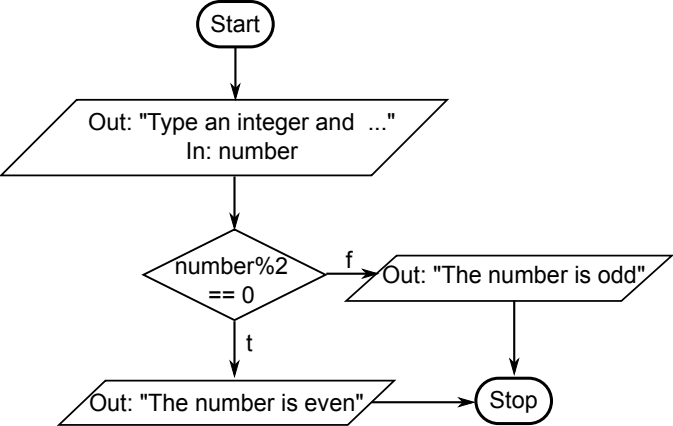 Start
Out: "Type an integer and ..."
In: number
number%2
== 0
f
Out: "The number is odd"
t
Out: "The number is even"
Stop